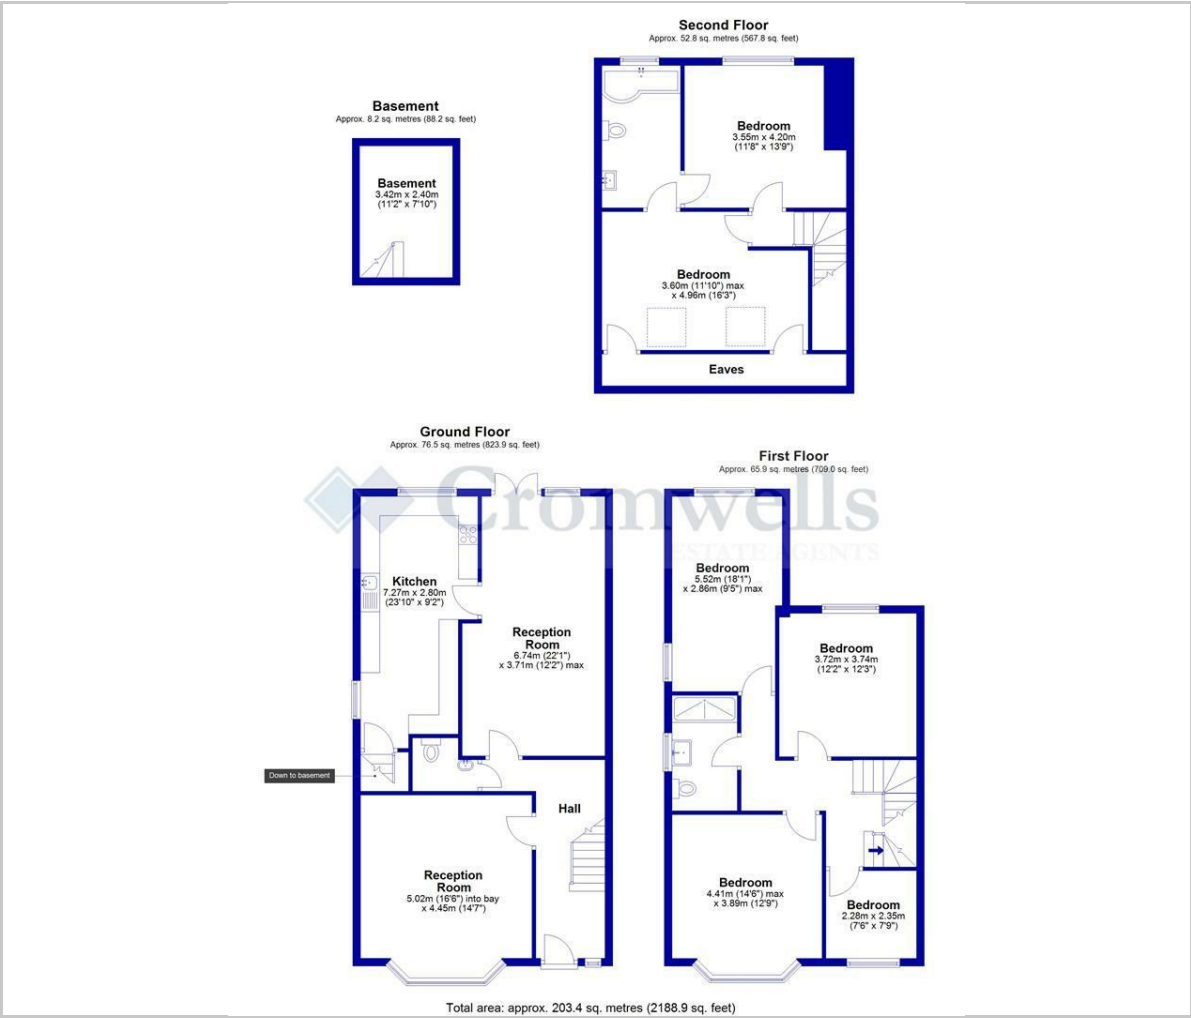 Second Floor
Approx. 52.8 sq. metres (567.8 sq. feet)
Basement
Approx. 8.2 sq. metres (88.2 sq. feet)
Bedroom
3.55m x 4.20m
(11'8" x 13'9")
Basement
3.42m x 2.40m
(11'2" x 7'10")
Bedroom
3.60m (11'10") max
x 4.96m (16'3")
Eaves
Ground Floor
Approx. 76.5 sq. metres (823.9 sq. feet)
First Floor
Approx. 65.9 sq. metres (709.0 sq. feet)
Cromwells
ESTATE AGENTS
Kitchen
7.27m x 2.80m
(23'10" x 9'2")
Reception
Room
6.74m (22'1")
x 3.71m (12'2") max
Bedroom
5.52m (18'1")
x 2.86m (9'5") max
Bedroom
3.72m x 3.74m
(12'2" x 12'3")
Down to basement
Hall
Reception
Room
5.02m (16'6") into bay
x 4.45m (14'7")
Bedroom
4.41m (14'6") max
x 3.89m (12'9")
Bedroom
2.28m x 2.35m
(7'6" x 7'9")
Total area: approx. 203.4 sq. metres (2188.9 sq. feet)